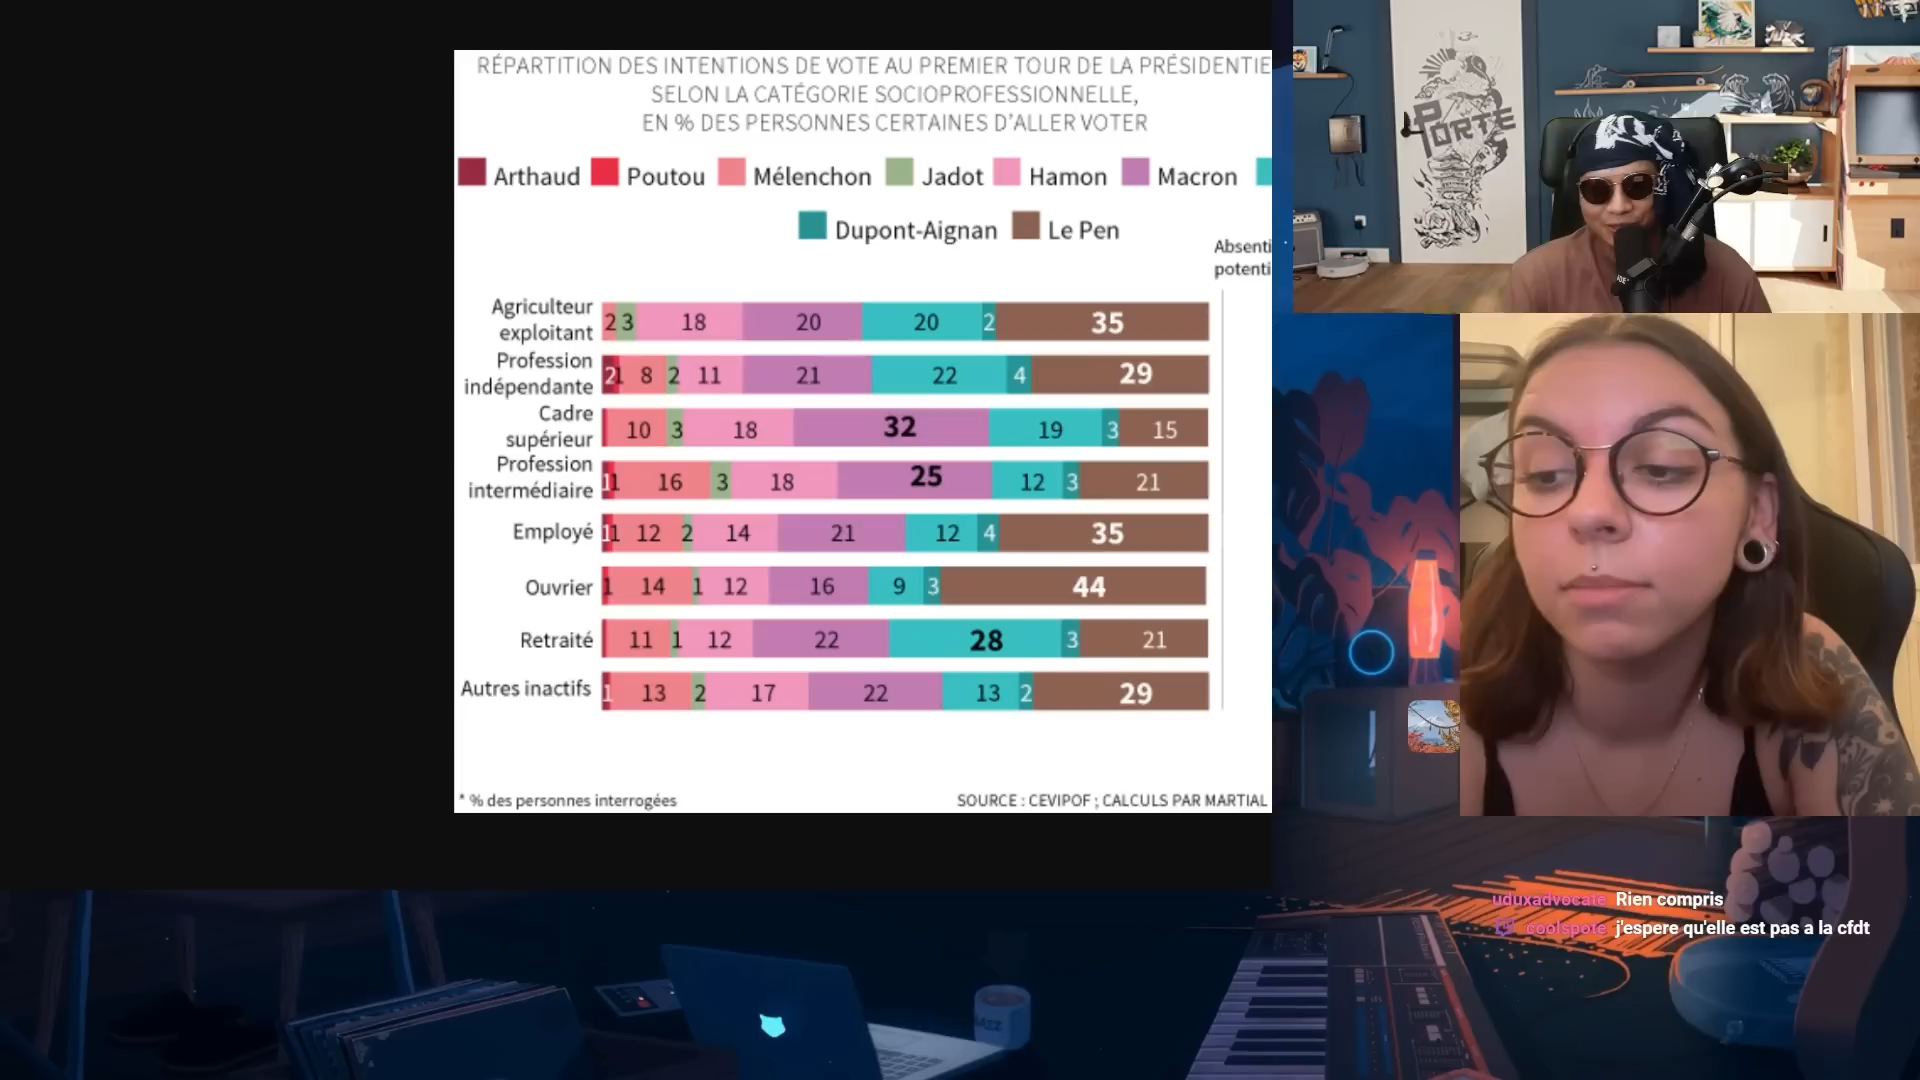 RÉPARTITION DES INTENTIONS DE VOTE AU PREMIER TOUR DE LA PRÉSIDENTIE
SELON LA CATÉGORIE SOCIOPROFESSIONNELLE,
EN % DES PERSONNES CERTAINES D'ALLER VOTER
Arthaud Poutou Mélenchon Jadot Hamon Macron
Dupont-Aignan Le Pen
Absenti
potenti
Agriculteur
exploitant
2 3 18 20 20 2 35
Profession
indépendante
2 1 8 2 11 21 22 4 29
Cadre
supérieur
10 3 18 32 19 3 15
Profession
intermédiaire
1 1 16 3 18 25 12 3 21
Employé
1 1 12 2 14 21 12 4 35
Ouvrier
1 14 1 12 16 9 3 44
Retraité
11 1 12 22 28 3 21
Autres inactifs
1 13 2 17 22 13 2 29
* % des personnes interrogées
SOURCE : CEVIPOF ; CALCULS PAR MARTIAL
PORTE
uduxadvocate Rien compris
coolspote j'espere qu'elle est pas a la cfdt